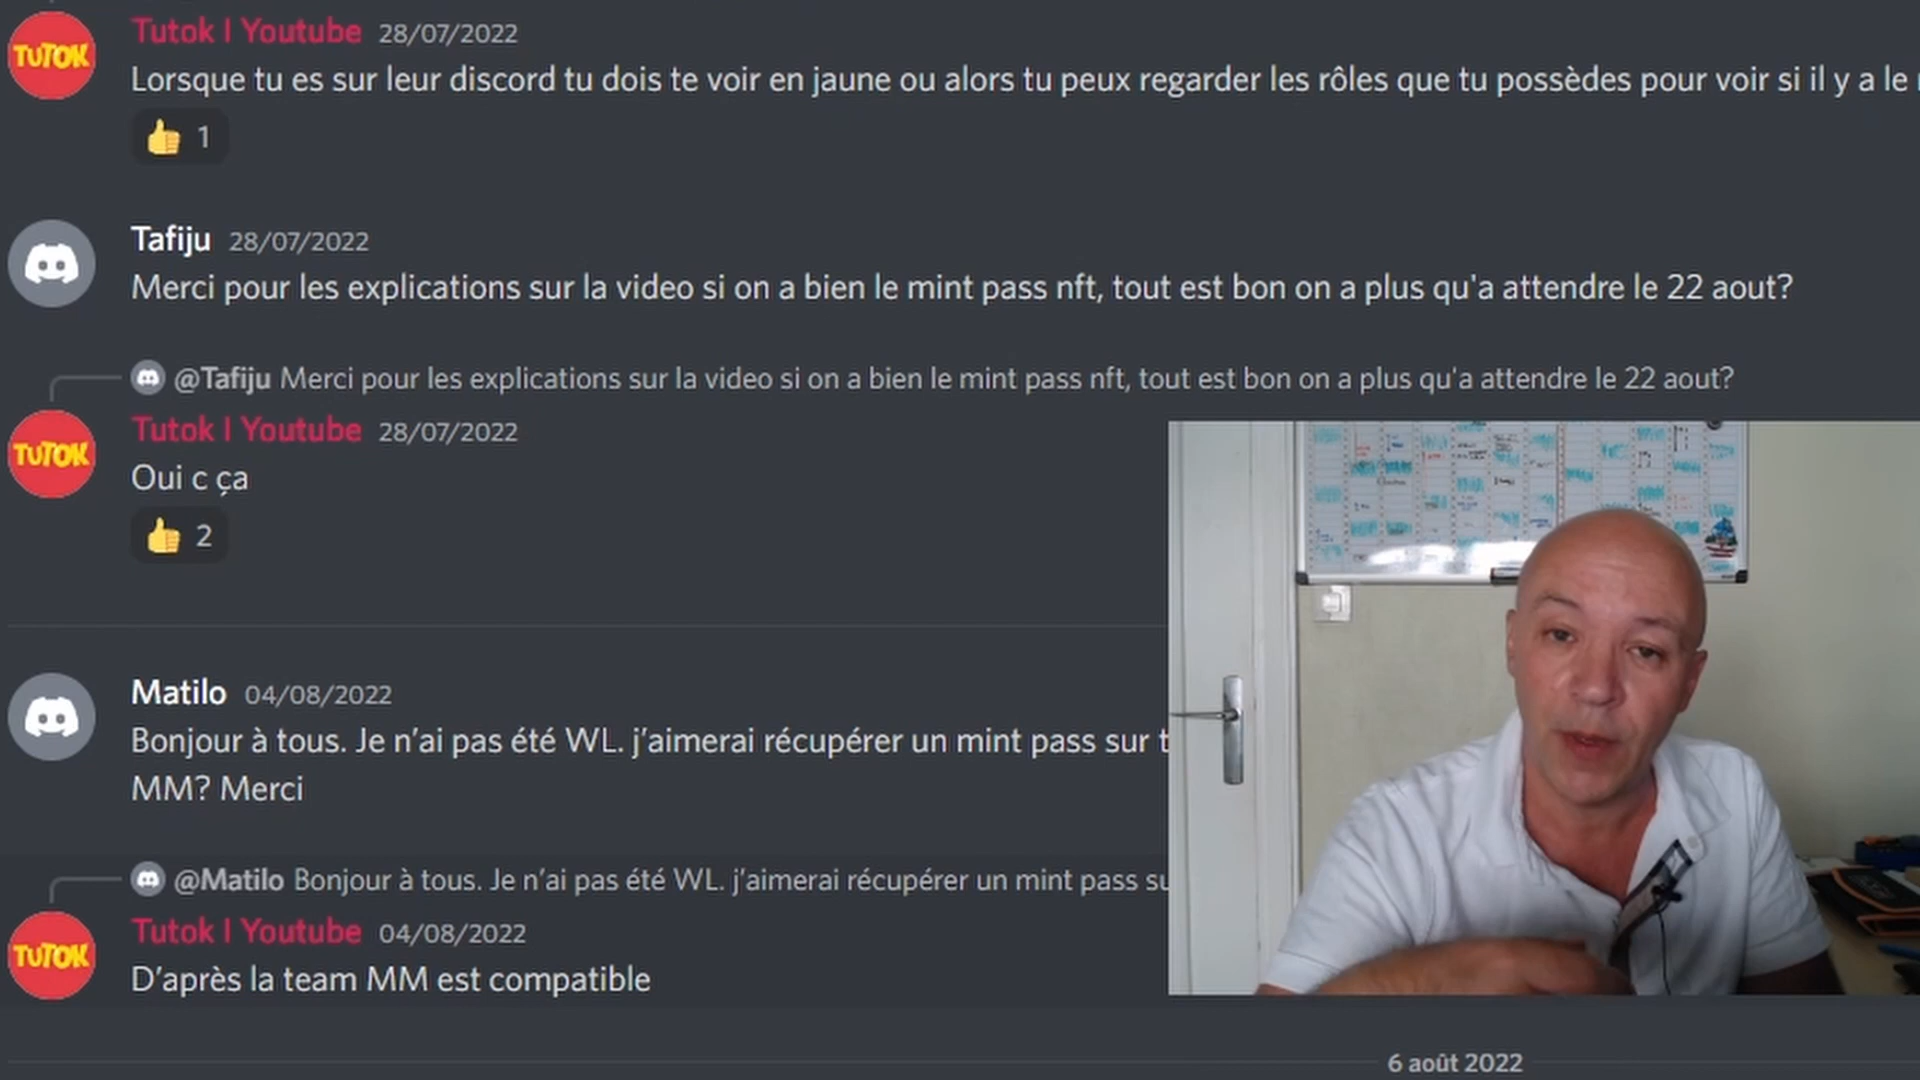 TUTOK
Tutok | Youtube 28/07/2022
Lorsque tu es sur leur discord tu dois te voir en jaune ou alors tu peux regarder les rôles que tu possèdes pour voir si il y a le
1
Tafiju 28/07/2022
Merci pour les explications sur la video si on a bien le mint pass nft, tout est bon on a plus qu'a attendre le 22 aout?
@Tafiju Merci pour les explications sur la video si on a bien le mint pass nft, tout est bon on a plus qu'a attendre le 22 aout?
TUTOK
Tutok | Youtube 28/07/2022
Oui c ça
2
Matilo 04/08/2022
Bonjour à tous. Je n’ai pas été WL. j’aimerai récupérer un mint pass sur
MM? Merci
@Matilo Bonjour à tous. Je n’ai pas été WL. j’aimerai récupérer un mint pass
TUTOK
Tutok | Youtube 04/08/2022
D’après la team MM est compatible
6 août 2022